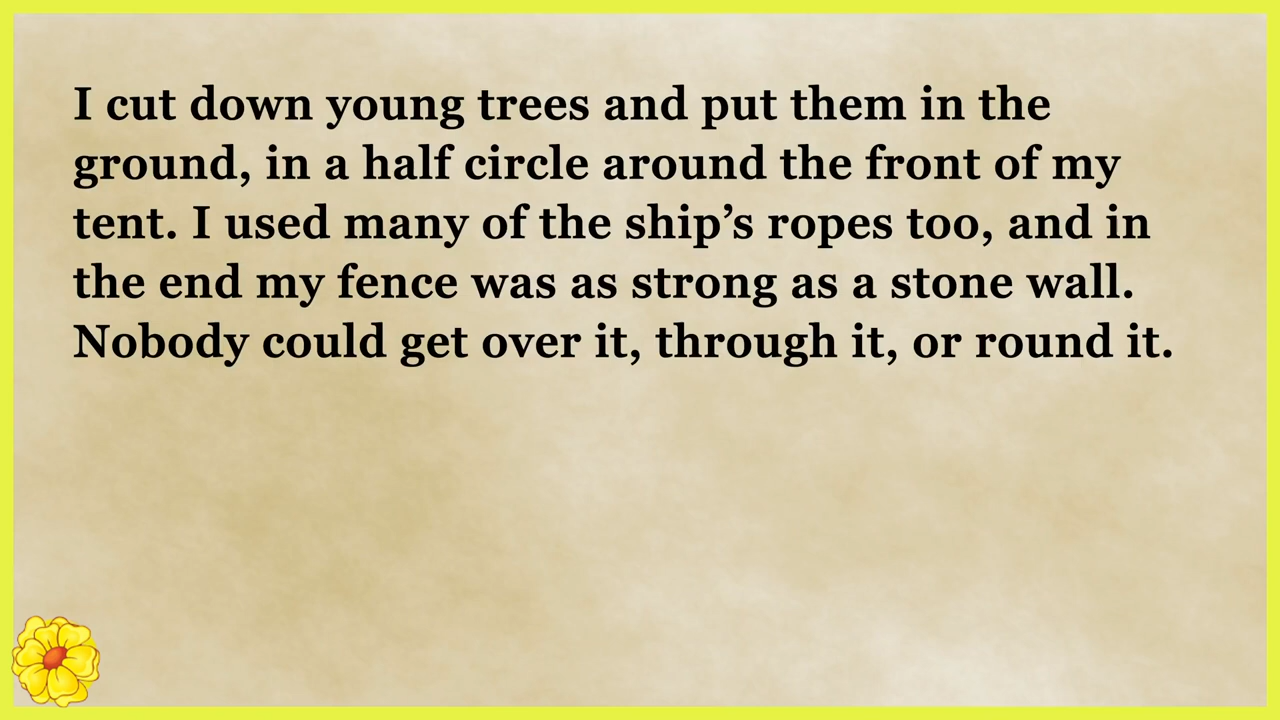 I cut down young trees and put them in the
ground, in a half circle around the front of my
tent. I used many of the ship’s ropes too, and in
the end my fence was as strong as a stone wall.
Nobody could get over it, through it, or round it.